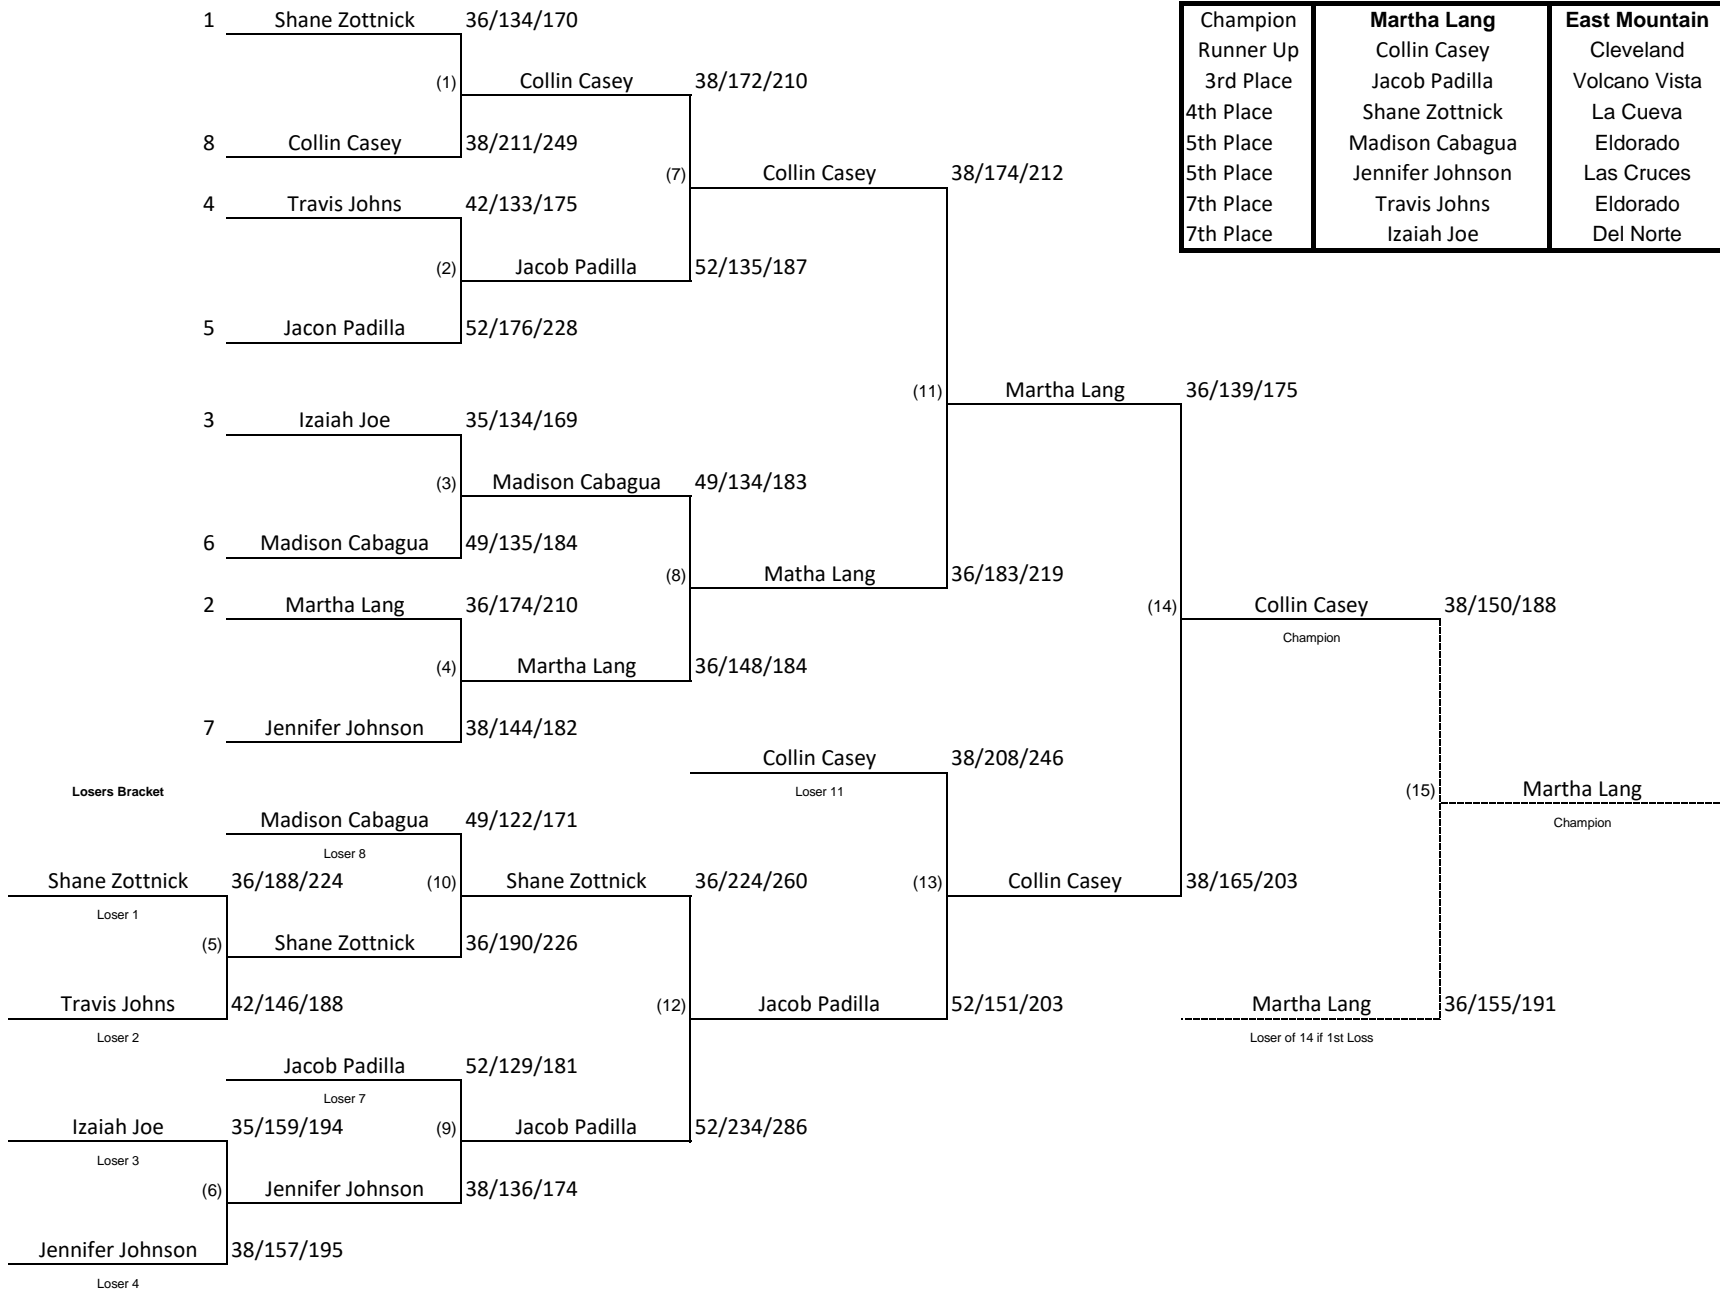 1 Shane Zottnick 36/134/170
(1) Collin Casey 38/172/210
8 Collin Casey 38/211/249
(7) Collin Casey 38/174/212
4 Travis Johns 42/133/175
(2) Jacob Padilla 52/135/187
5 Jacon Padilla 52/176/228
(11) Martha Lang 36/139/175
3 Izaiah Joe 35/134/169
(3) Madison Cabagua 49/134/183
6 Madison Cabagua 49/135/184
(8) Matha Lang 36/183/219
2 Martha Lang 36/174/210
(14) Collin Casey 38/150/188
Champion
(4) Martha Lang 36/148/184
7 Jennifer Johnson 38/144/182
Collin Casey 38/208/246
Loser 11
(15) Martha Lang
Champion
Losers Bracket
Madison Cabagua 49/122/171
Loser 8
Shane Zottnick 36/188/224
Loser 1
(10) Shane Zottnick 36/224/260
(13) Collin Casey 38/165/203
(5) Shane Zottnick 36/190/226
Travis Johns 42/146/188
Loser 2
(12) Jacob Padilla 52/151/203
Martha Lang 36/155/191
Loser of 14 if 1st Loss
Jacob Padilla 52/129/181
Loser 7
Izaiah Joe 35/159/194
Loser 3
(9) Jacob Padilla 52/234/286
(6) Jennifer Johnson 38/136/174
Jennifer Johnson 38/157/195
Loser 4
Champion Martha Lang East Mountain
Runner Up Collin Casey Cleveland
3rd Place Jacob Padilla Volcano Vista
4th Place Shane Zottnick La Cueva
5th Place Madison Cabagua Eldorado
5th Place Jennifer Johnson Las Cruces
7th Place Travis Johns Eldorado
7th Place Izaiah Joe Del Norte